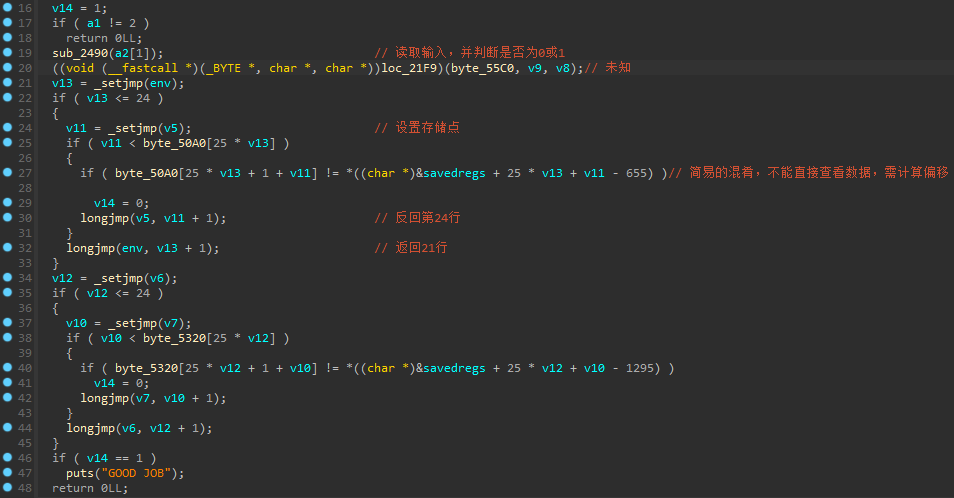 16 v14 = 1;
17 if ( a1 != 2 )
18 return 0LL;
19 sub_2490(a2[1]); // 读取输入，并判断是否为0或1
20 ((void (__fastcall *)(_BYTE *, char *, char *))loc_21F9)(byte_55C0, v9, v8);// 未知
21 v13 = _setjmp(env);
22 if ( v13 <= 24 )
23 {
24 v11 = _setjmp(v5); // 设置存储点
25 if ( v11 < byte_50A0[25 * v13] )
26 {
27 if ( byte_50A0[25 * v13 + 1 + v11] != *((char *)&savedregs + 25 * v13 + v11 - 655) )// 简易的混肴，不能直接查看数据，需计算偏移
28
29 v14 = 0;
30 longjmp(v5, v11 + 1); // 反回第24行
31 }
32 longjmp(env, v13 + 1); // 返回21行
33 }
34 v12 = _setjmp(v6);
35 if ( v12 <= 24 )
36 {
37 v10 = _setjmp(v7);
38 if ( v10 < byte_5320[25 * v12] )
39 {
40 if ( byte_5320[25 * v12 + 1 + v10] != *((char *)&savedregs + 25 * v12 + v10 - 1295) )
41 v14 = 0;
42 longjmp(v7, v10 + 1);
43 }
44 longjmp(v6, v12 + 1);
45 }
46 if ( v14 == 1 )
47 puts("GOOD JOB");
48 return 0LL;